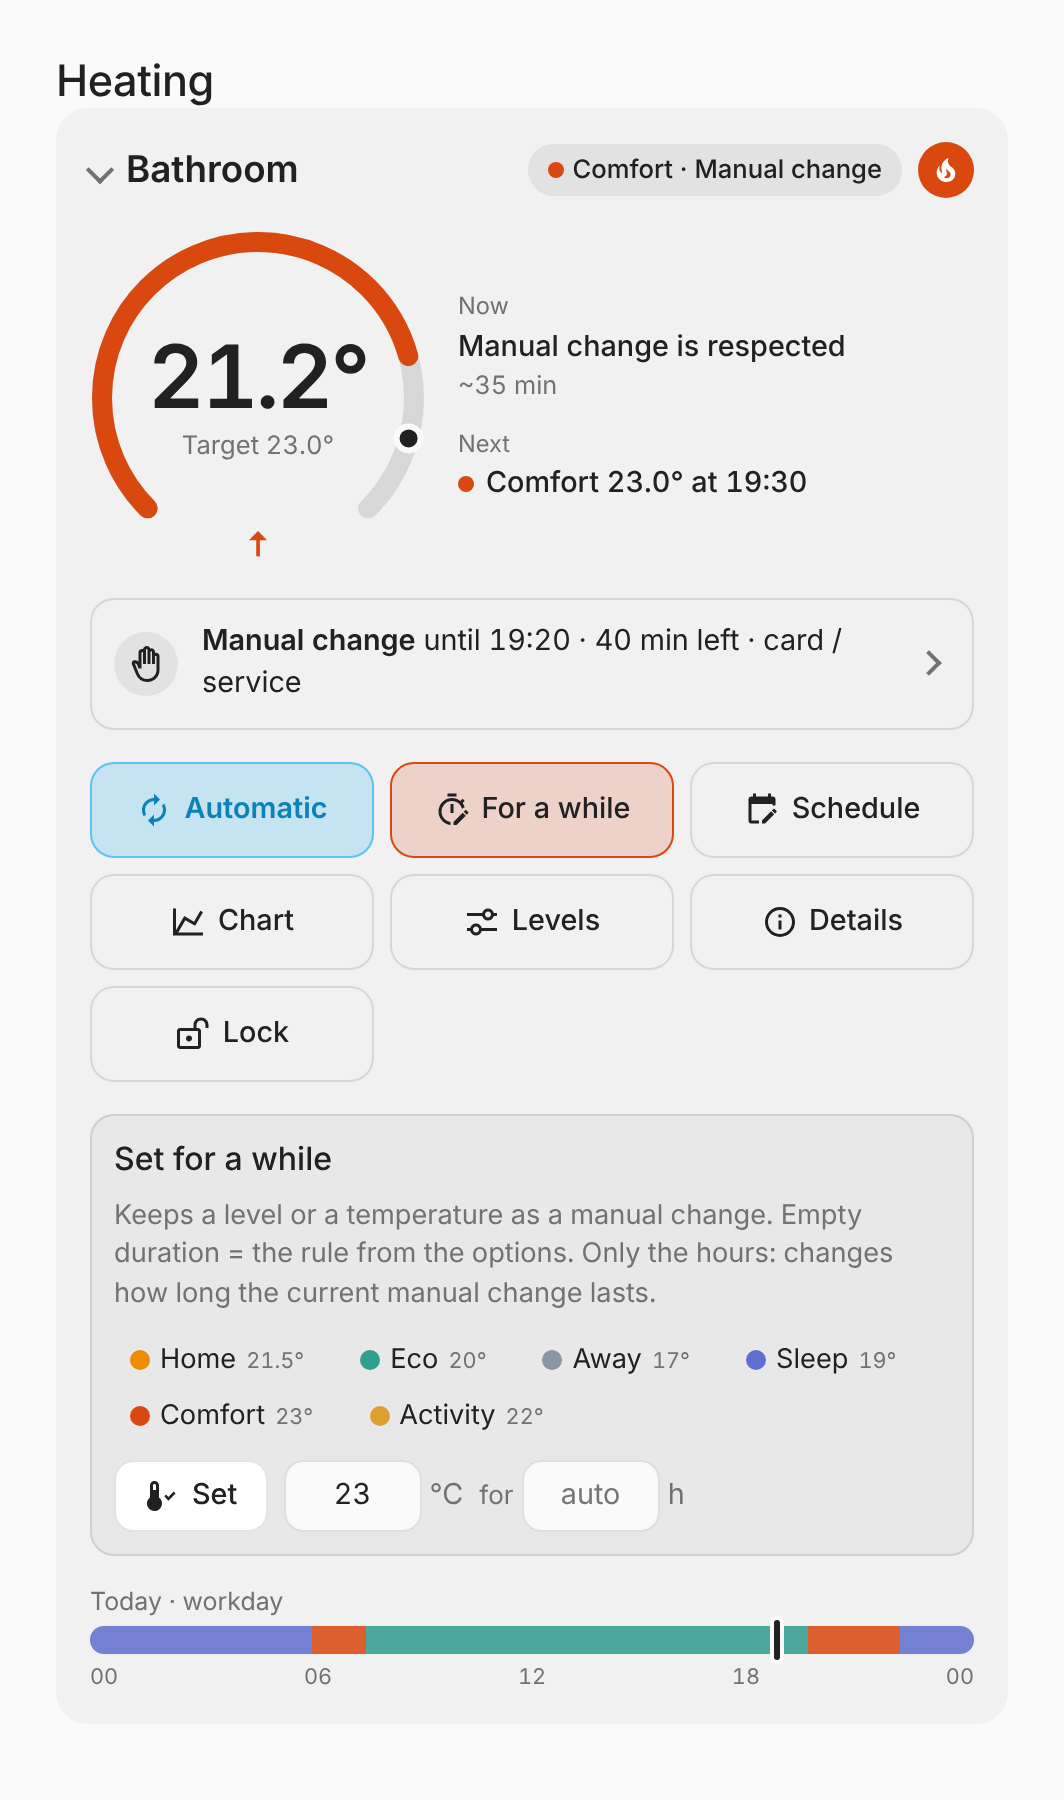 Heating
Bathroom
Comfort · Manual change
21.2°
Target 23.0°
Now
Manual change is respected
~35 min
Next
Comfort 23.0° at 19:30
Manual change until 19:20 · 40 min left · card /
service
Automatic
For a while
Schedule
Chart
Levels
Details
Lock
Set for a while
Keeps a level or a temperature as a manual change. Empty
duration = the rule from the options. Only the hours: changes
how long the current manual change lasts.
Home 21.5° Eco 20° Away 17° Sleep 19°
Comfort 23° Activity 22°
Set 23 °C for auto h
Today · workday
00 06 12 18 00